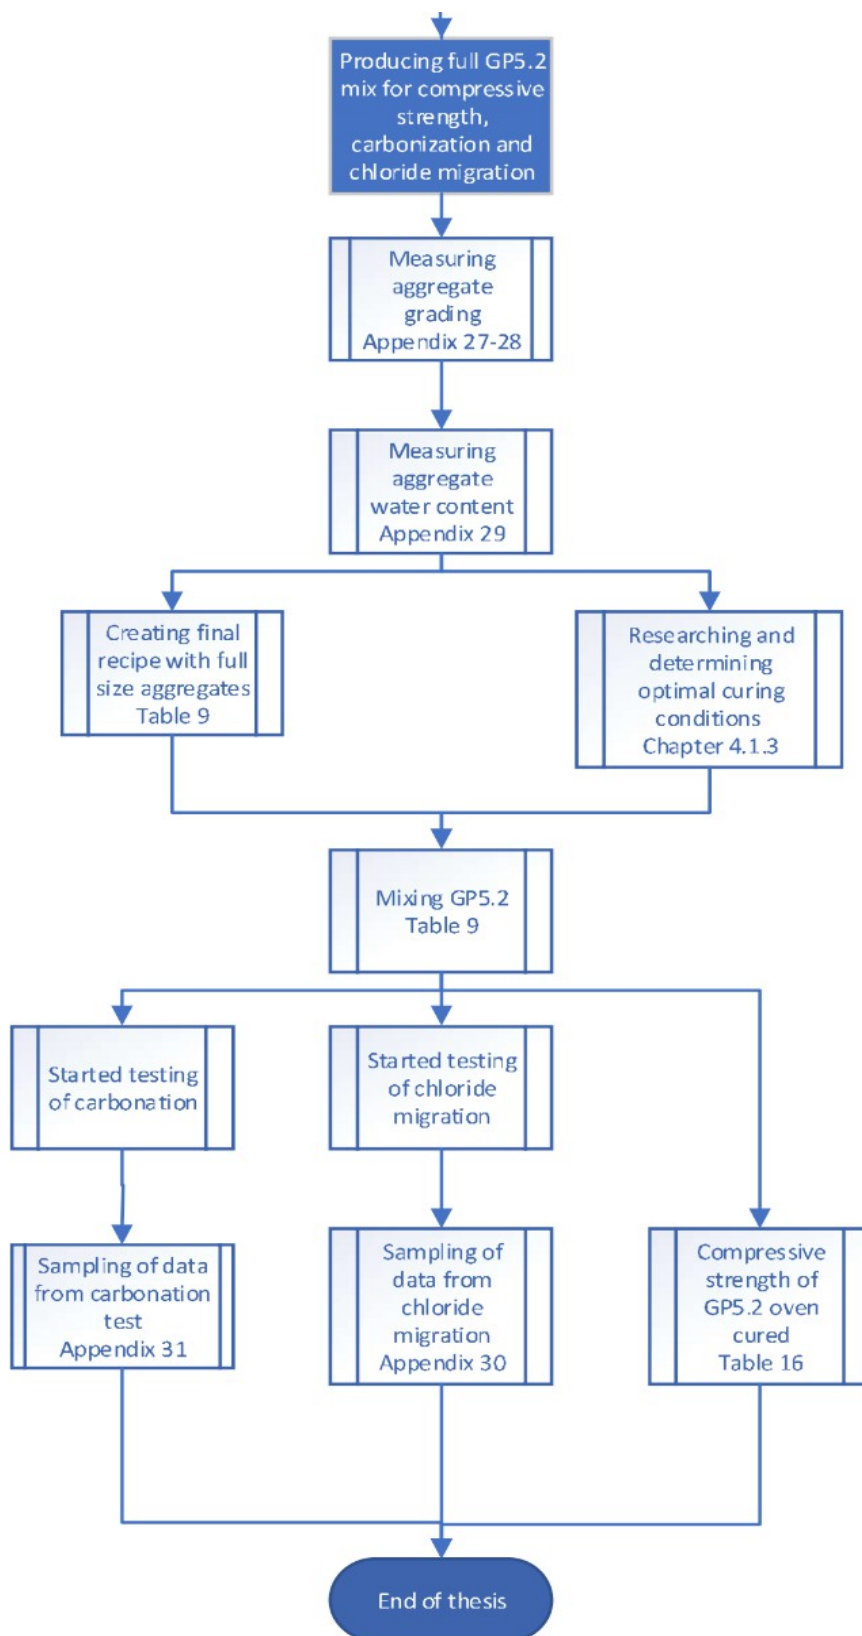 Producing full GP5.2
mix for compressive
strength,
carbonization and
chloride migration
Measuring
aggregate
grading
Appendix 27-28
Measuring
aggregate
water content
Appendix 29
Creating final
recipe with full
size aggregates
Table 9
Researching and
determining
optimal curing
conditions
Chapter 4.1.3
Mixing GP5.2
Table 9
Started testing
of carbonation
Started testing
of chloride
migration
Sampling of data
from carbonation
test
Appendix 31
Sampling of
data from
chloride
migration
Appendix 30
Compressive
strength of
GP5.2 oven
cured
Table 16
End of thesis